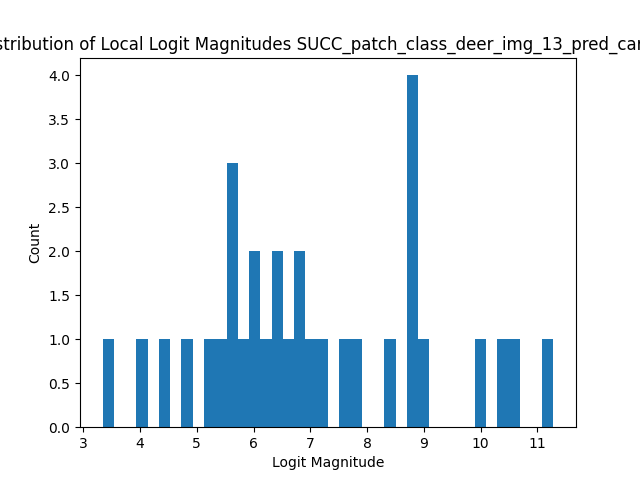 stribution of Local Logit Magnitudes SUCC_patch_class_deer_img_13_pred_car
4.0
3.5
3.0
2.5
2.0
1.5
1.0
0.5
0.0
Count
3 4 5 6 7 8 9 10 11
Logit Magnitude